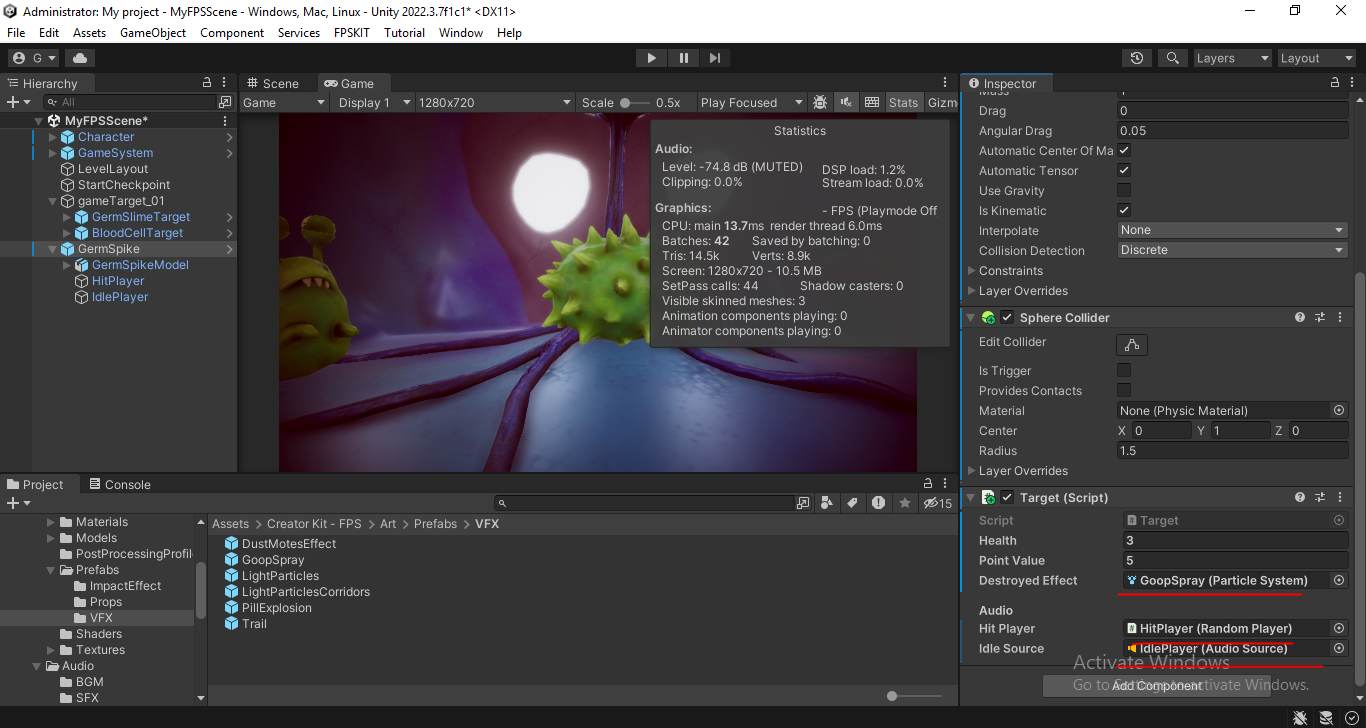 Administrator: My project - MyFPSScene - Windows, Mac, Linux - Unity 2022.3.7f1c1* <DX11>
File Edit Assets GameObject Component Services FPSKIT Tutorial Window Help
G
Layers
Layout
Hierarchy
All
MyFPSScene*
Character
GameSystem
LevelLayout
StartCheckpoint
gameTarget_01
GermSlimeTarget
BloodCellTarget
GermSpike
GermSpikeModel
HitPlayer
IdlePlayer
Scene
Game
Game Display 1 1280x720 Scale 0.5x Play Focused Stats Gizm
Statistics
Audio:
Level: -74.8 dB (MUTED) DSP load: 1.2%
Clipping: 0.0% Stream load: 0.0%
Graphics: - FPS (Playmode Off
CPU: main 13.7ms render thread 6.0ms
Batches: 42 Saved by batching: 0
Tris: 14.5k Verts: 8.9k
Screen: 1280x720 - 10.5 MB
SetPass calls: 44 Shadow casters: 0
Visible skinned meshes: 3
Animation components playing: 0
Animator components playing: 0
Project
Console
15
Materials
Models
PostProcessingProfil
Prefabs
ImpactEffect
Props
VFX
Shaders
Textures
Audio
BGM
SFX
Assets > Creator Kit - FPS > Art > Prefabs > VFX
DustMotesEffect
GoopSpray
LightParticles
LightParticlesCorridors
PillExplosion
Trail
Inspector
Mass 1
Drag 0
Angular Drag 0.05
Automatic Center Of Ma
Automatic Tensor
Use Gravity
Is Kinematic
Interpolate None
Collision Detection Discrete
Constraints
Layer Overrides
Sphere Collider
Edit Collider
Is Trigger
Provides Contacts
Material None (Physic Material)
Center X 0 Y 1 Z 0
Radius 1.5
Layer Overrides
Target (Script)
Script Target
Health 3
Point Value 5
Destroyed Effect GoopSpray (Particle System)
Audio
Hit Player HitPlayer (Random Player)
Idle Source IdlePlayer (Audio Source)
Add Component
Activate Windows
Go to Settings to activate Windows.